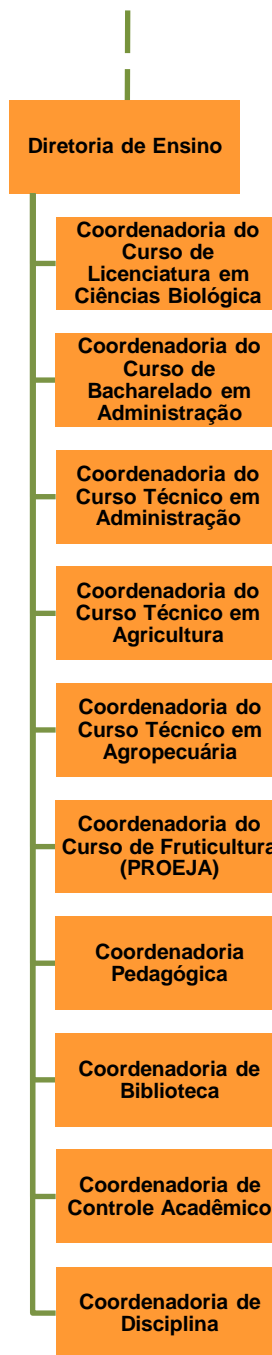 Diretoria de Ensino
Coordenadoria do
Curso de
Licenciatura em
Ciências Biológica
Coordenadoria do
Curso de
Bacharelado em
Administração
Coordenadoria do
Curso Técnico em
Administração
Coordenadoria do
Curso Técnico em
Agricultura
Coordenadoria do
Curso Técnico em
Agropecuária
Coordenadoria do
Curso de Fruticultura
(PROEJA)
Coordenadoria
Pedagógica
Coordenadoria de
Biblioteca
Coordenadoria de
Controle Acadêmico
Coordenadoria de
Disciplina